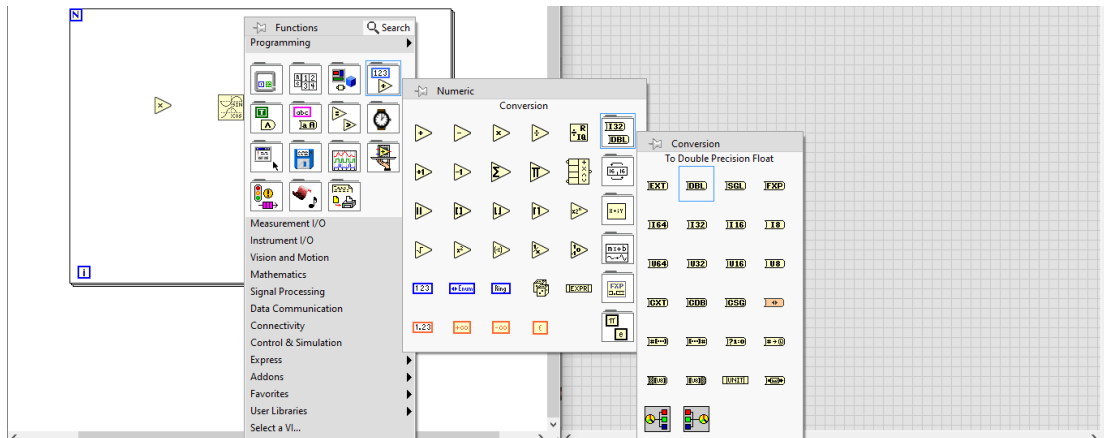 N
Functions
Search
Programming
Numeric
Conversion
Conversion
To Double Precision Float
Measurement I/O
Instrument I/O
Vision and Motion
Mathematics
Signal Processing
Data Communication
Connectivity
Control & Simulation
Express
Addons
Favorites
User Libraries
Select a VI...
i
123
I32
DBL
abc
a A
123
Enum
Ring
EXPR
FXP
1.23
+∞
-∞
π
e
EXT
DBL
SGL
FXP
I64
I32
I16
I8
U64
U32
U16
U8
CXT
CDB
CSG
?1:0
UNIT